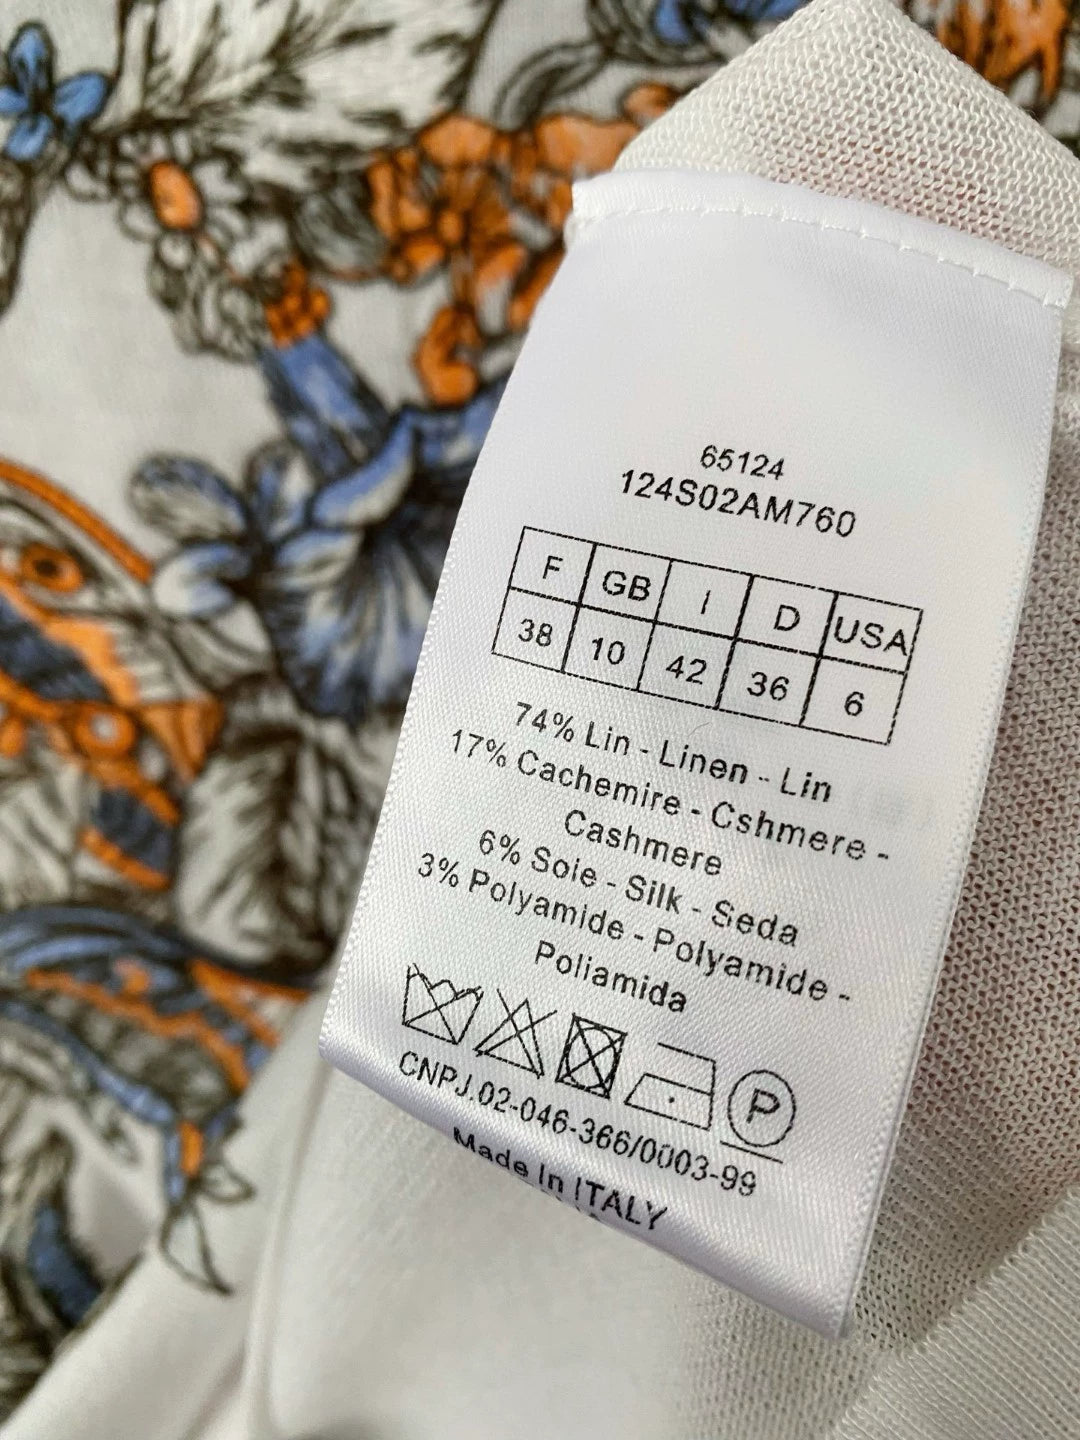 65124
124S02AM760
F GB I D USA
38 10 42 36 6
74% Lin - Linen - Lin
17% Cachemire - Cshmere -
Cashmere
6% Soie - Silk - Seda
3% Polyamide - Polyamide -
Poliamida
P
CNPJ.02-046-366/0003-99
Made In ITALY